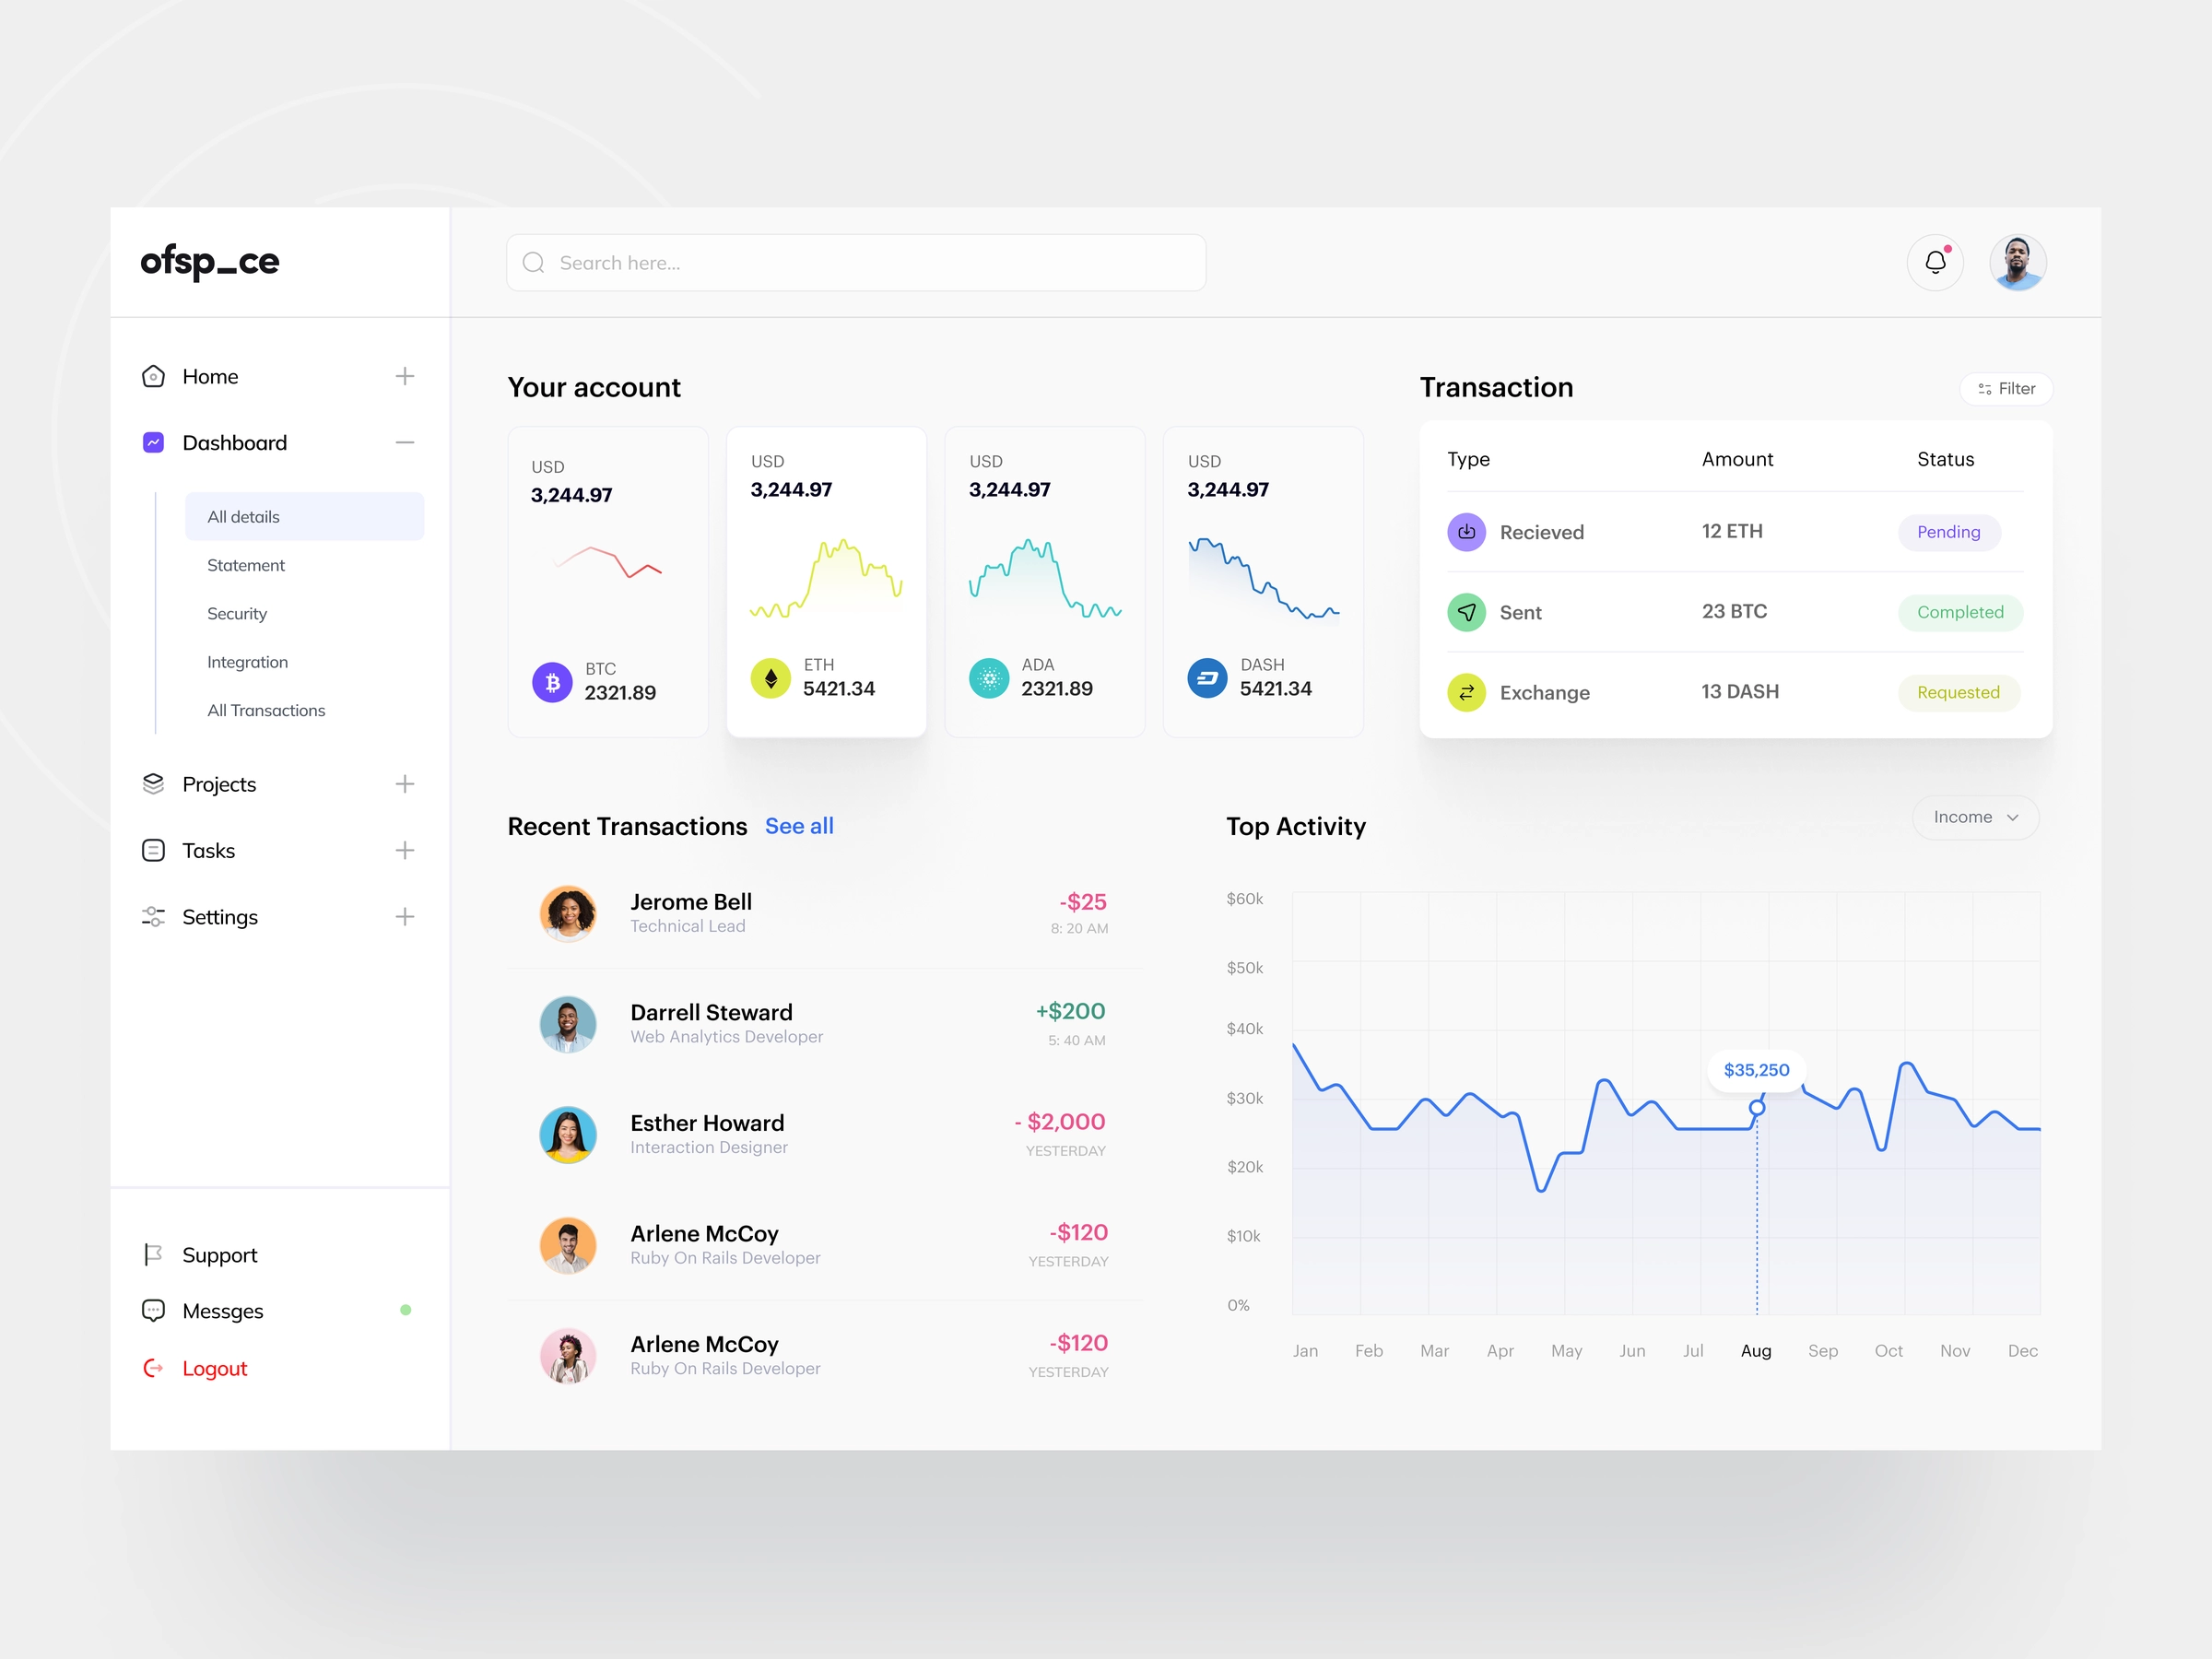 ofsp_ce
Search here...
Home
Dashboard
All details
Statement
Security
Integration
All Transactions
Projects
Tasks
Settings
Support
Messges
Logout
Your account
USD
3,244.97
BTC
2321.89
USD
3,244.97
ETH
5421.34
USD
3,244.97
ADA
2321.89
USD
3,244.97
DASH
5421.34
Transaction
Filter
Type Amount Status
Recieved 12 ETH Pending
Sent 23 BTC Completed
Exchange 13 DASH Requested
Recent Transactions See all
Jerome Bell -$25
Technical Lead 8: 20 AM
Darrell Steward +$200
Web Analytics Developer 5: 40 AM
Esther Howard - $2,000
Interaction Designer YESTERDAY
Arlene McCoy -$120
Ruby On Rails Developer YESTERDAY
Arlene McCoy -$120
Ruby On Rails Developer YESTERDAY
Top Activity
Income
$60k
$50k
$40k
$35,250
$30k
$20k
$10k
0%
Jan Feb Mar Apr May Jun Jul Aug Sep Oct Nov Dec